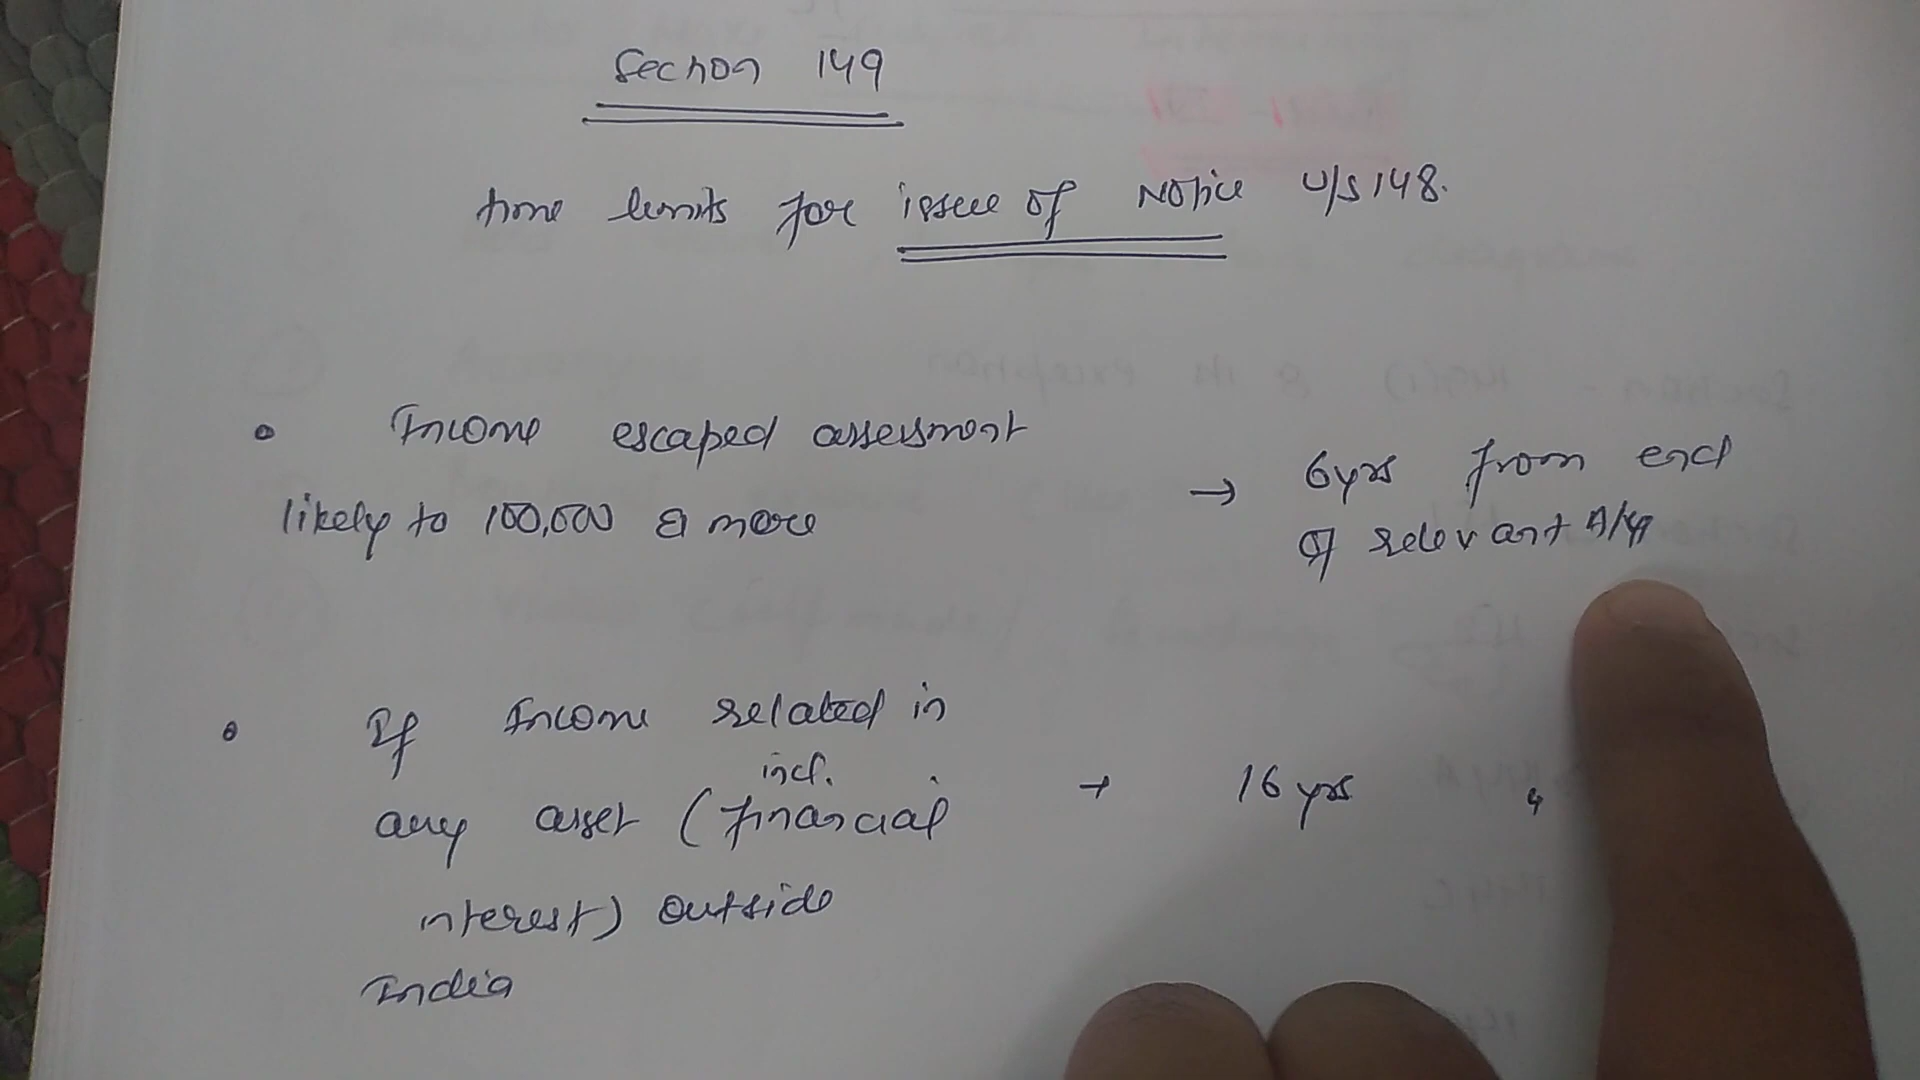 Section 149
time limits for issue of Notice u/s 148.
Income escaped assessment
likely to 100,000 & more
→ 6yrs from end
of relevant A/Y
If Income related in
incl.
any asset (financial
interest) outside
India
→ 16 yrs "